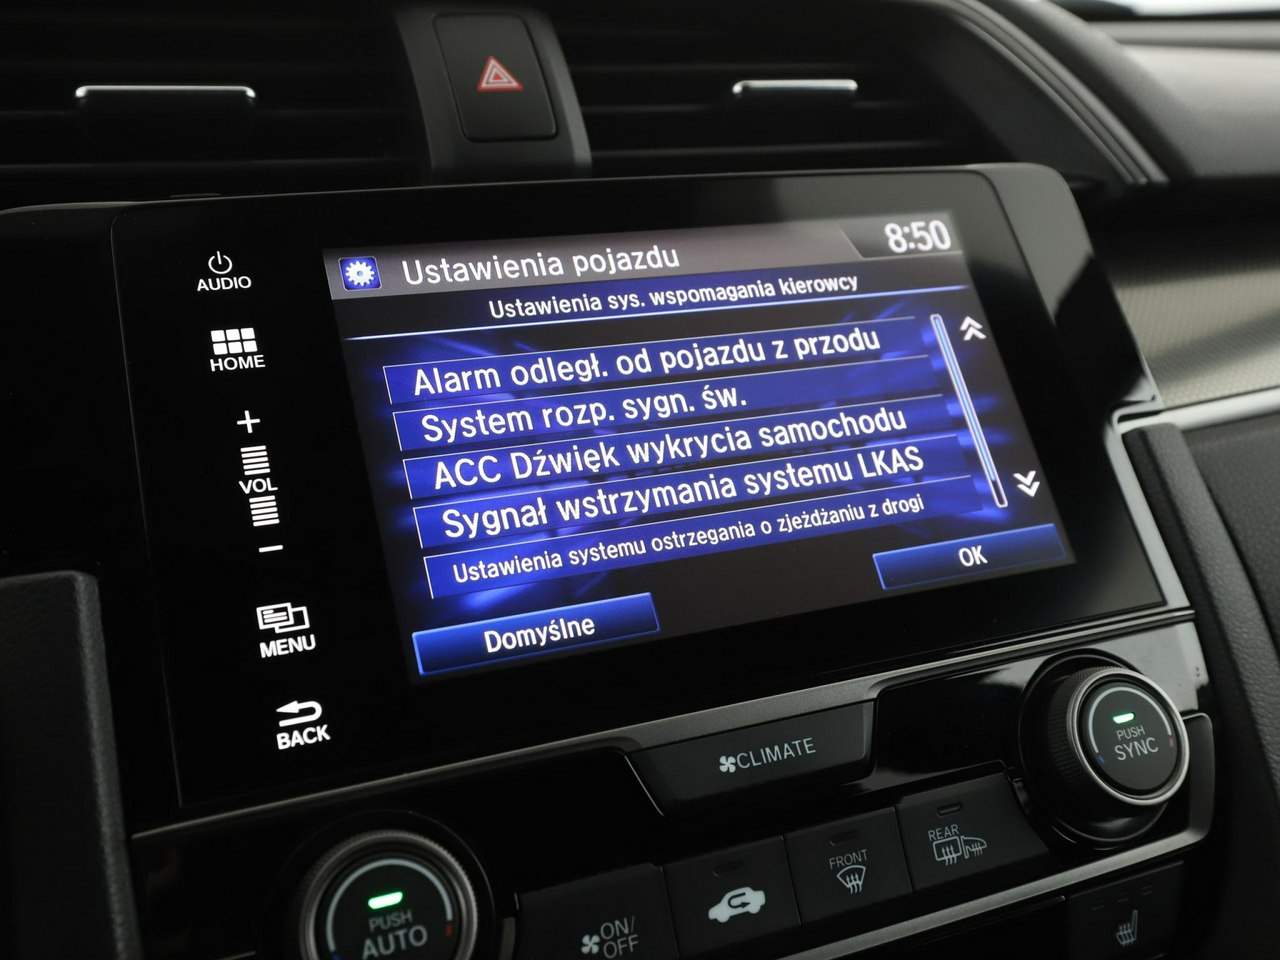 AUDIO
HOME
+
VOL
−
MENU
BACK
Ustawienia pojazdu
8:50
Ustawienia sys. wspomagania kierowcy
Alarm odległ. od pojazdu z przodu
System rozp. sygn. św.
ACC Dźwięk wykrycia samochodu
Sygnał wstrzymania systemu LKAS
Ustawienia systemu ostrzegania o zjeżdżaniu z drogi
Domyślne
OK
CLIMATE
PUSH
SYNC
PUSH
AUTO
ON/
OFF
FRONT
REAR